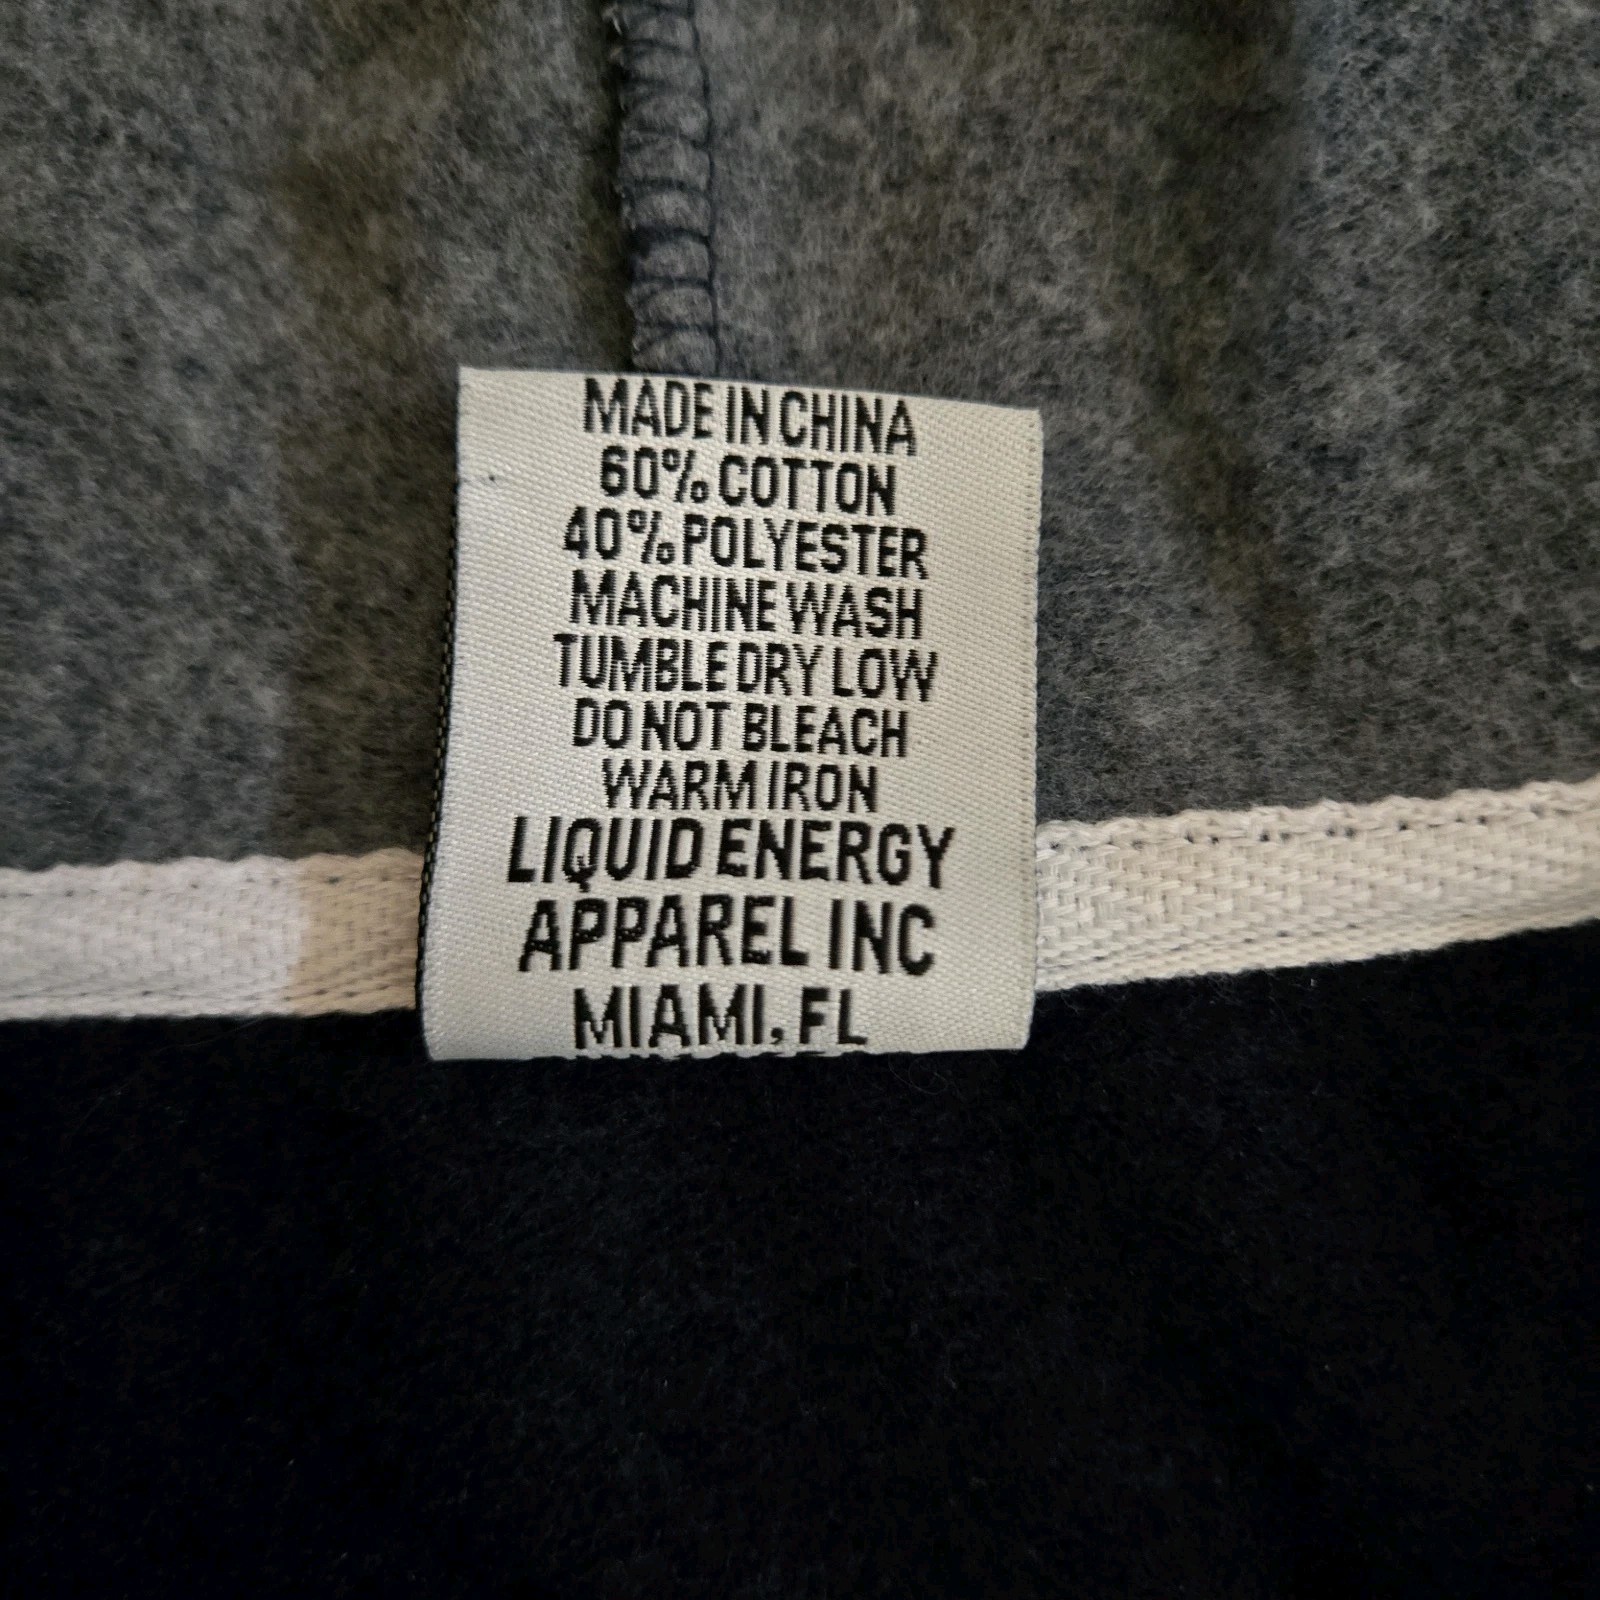 MADE IN CHINA
60% COTTON
40% POLYESTER
MACHINE WASH
TUMBLE DRY LOW
DO NOT BLEACH
WARM IRON
LIQUID ENERGY
APPAREL INC
MIAMI, FL